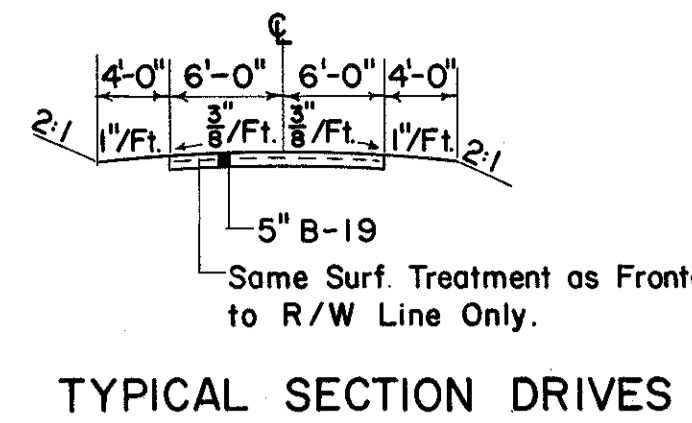 ℄
4'-0" 6'-0" 6'-0" 4'-0"
2:1 1"/Ft. 3/8"/Ft. 3/8"/Ft. 1"/Ft. 2:1
5" B-19
Same Surf. Treatment as Front
to R/W Line Only.
TYPICAL SECTION DRIVES